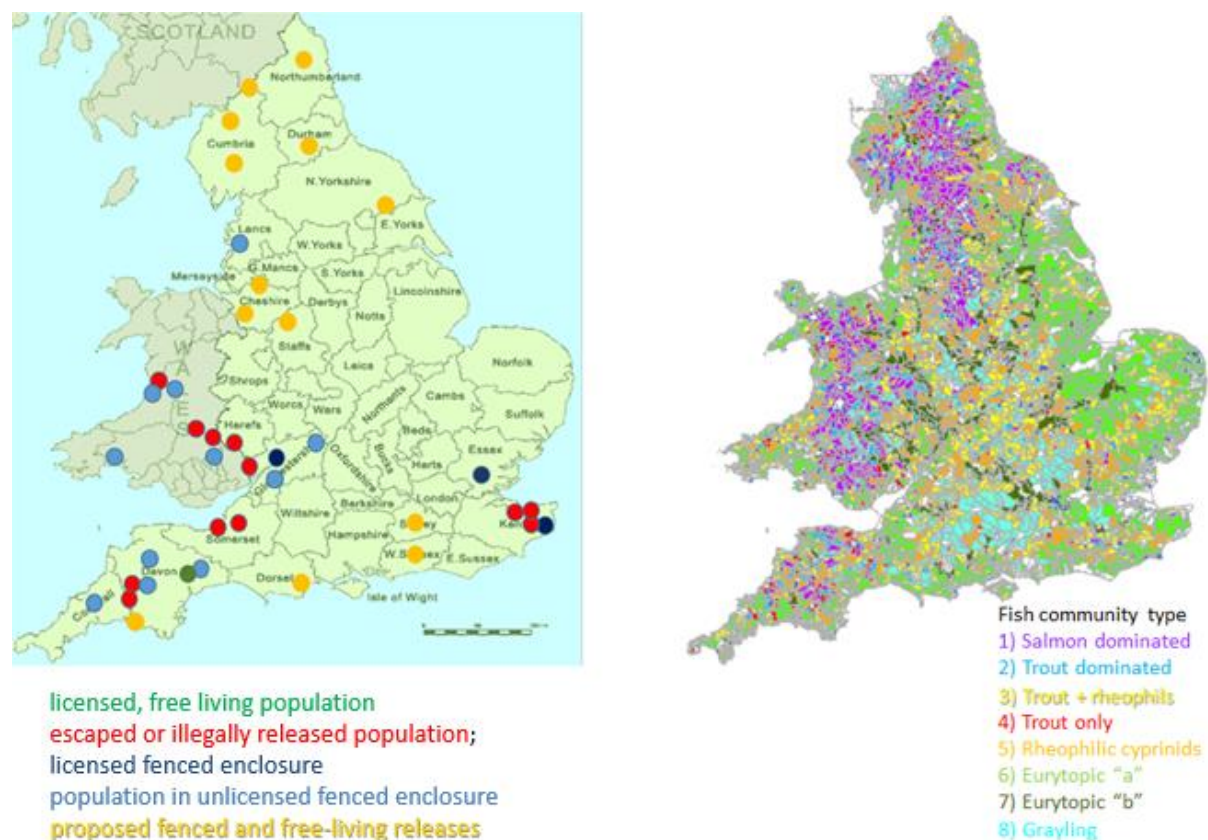 SCOTLAND
Northumberland
Cumbria
Durham
N.Yorkshire
Lancs
E.Yorks
W.Yorks
Merseyside
G.Mancs
S.Yorks
Cheshire
Derbys
Lincolnshire
Notts
Staffs
WALES
Norfolk
Shrops
Leics
Worcs
Wars
Northants
Cambs
Suffolk
Herefs
Beds
Bucks
Oxfordshire
Herts
Essex
London
Wiltshire
Berkshire
Somerset
Hampshire
E.Sussex
Devon
Dorset
Isle of Wight
licensed, free living population
escaped or illegally released population;
licensed fenced enclosure
population in unlicensed fenced enclosure
proposed fenced and free-living releases
Fish community type
1) Salmon dominated
2) Trout dominated
3) Trout + rheophils
4) Trout only
5) Rheophilic cyprinids
6) Eurytopic “a”
7) Eurytopic “b”
8) Grayling